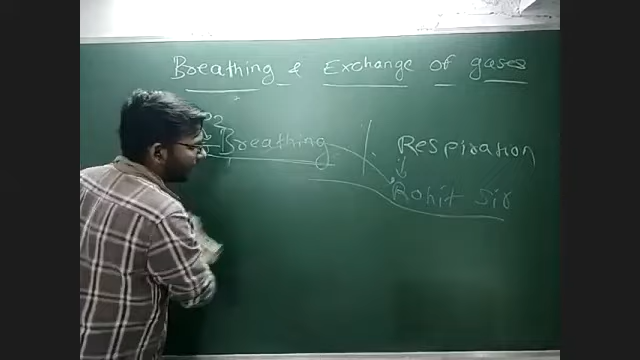 Breathing & Exchange of gases
Breathing / Respiration
Rohit Sir